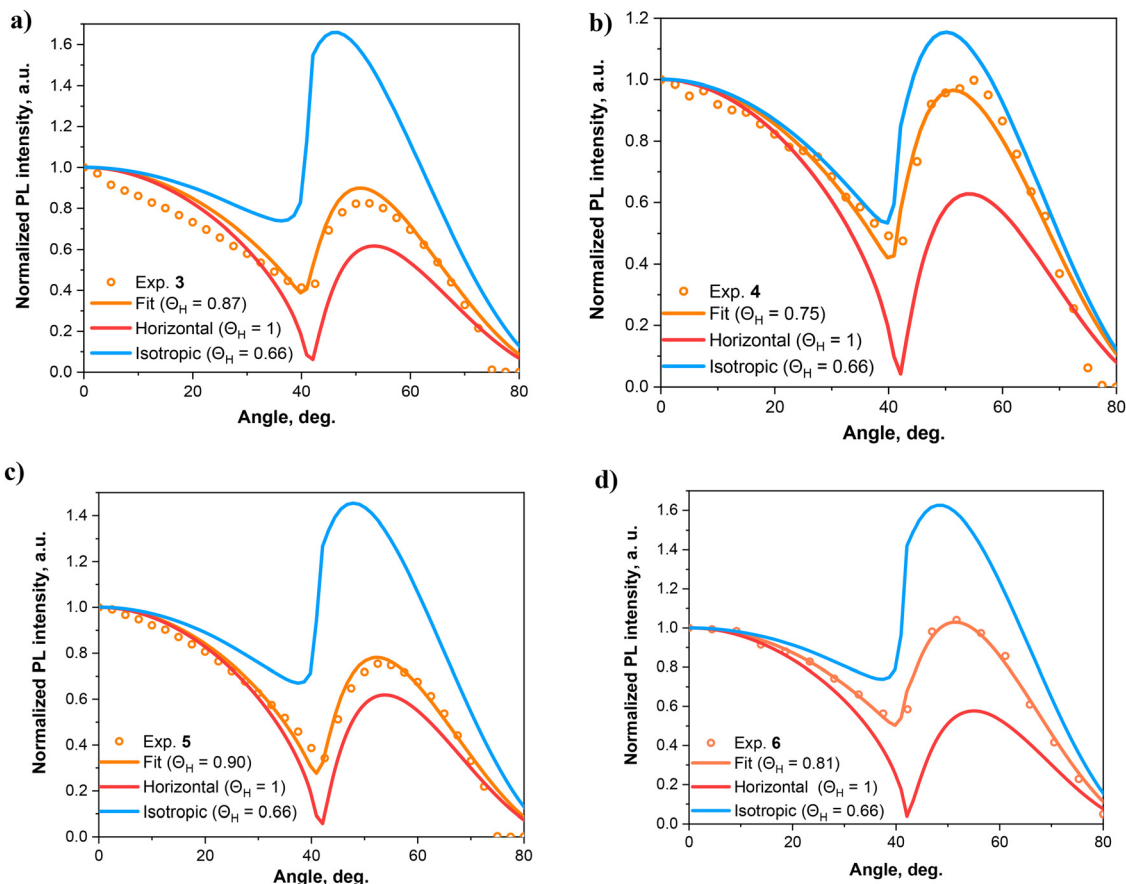 a)
Normalized PL intensity, a.u.
1.6
1.4
1.2
1.0
0.8
0.6
0.4
0.2
0.0
Exp. 3
Fit (ΘH = 0.87)
Horizontal (ΘH = 1)
Isotropic (ΘH = 0.66)
0 20 40 60 80
Angle, deg.
b)
Normalized PL intensity, a.u.
1.2
1.0
0.8
0.6
0.4
0.2
0.0
Exp. 4
Fit (ΘH = 0.75)
Horizontal (ΘH = 1)
Isotropic (ΘH = 0.66)
0 20 40 60 80
Angle, deg.
c)
Normalized PL intensity, a.u.
1.4
1.2
1.0
0.8
0.6
0.4
0.2
0.0
Exp. 5
Fit (ΘH = 0.90)
Horizontal (ΘH = 1)
Isotropic (ΘH = 0.66)
0 20 40 60 80
Angle, deg.
d)
Normalized PL intensity, a. u.
1.6
1.4
1.2
1.0
0.8
0.6
0.4
0.2
0.0
Exp. 6
Fit (ΘH = 0.81)
Horizontal (ΘH = 1)
Isotropic (ΘH = 0.66)
0 20 40 60 80
Angle, deg.